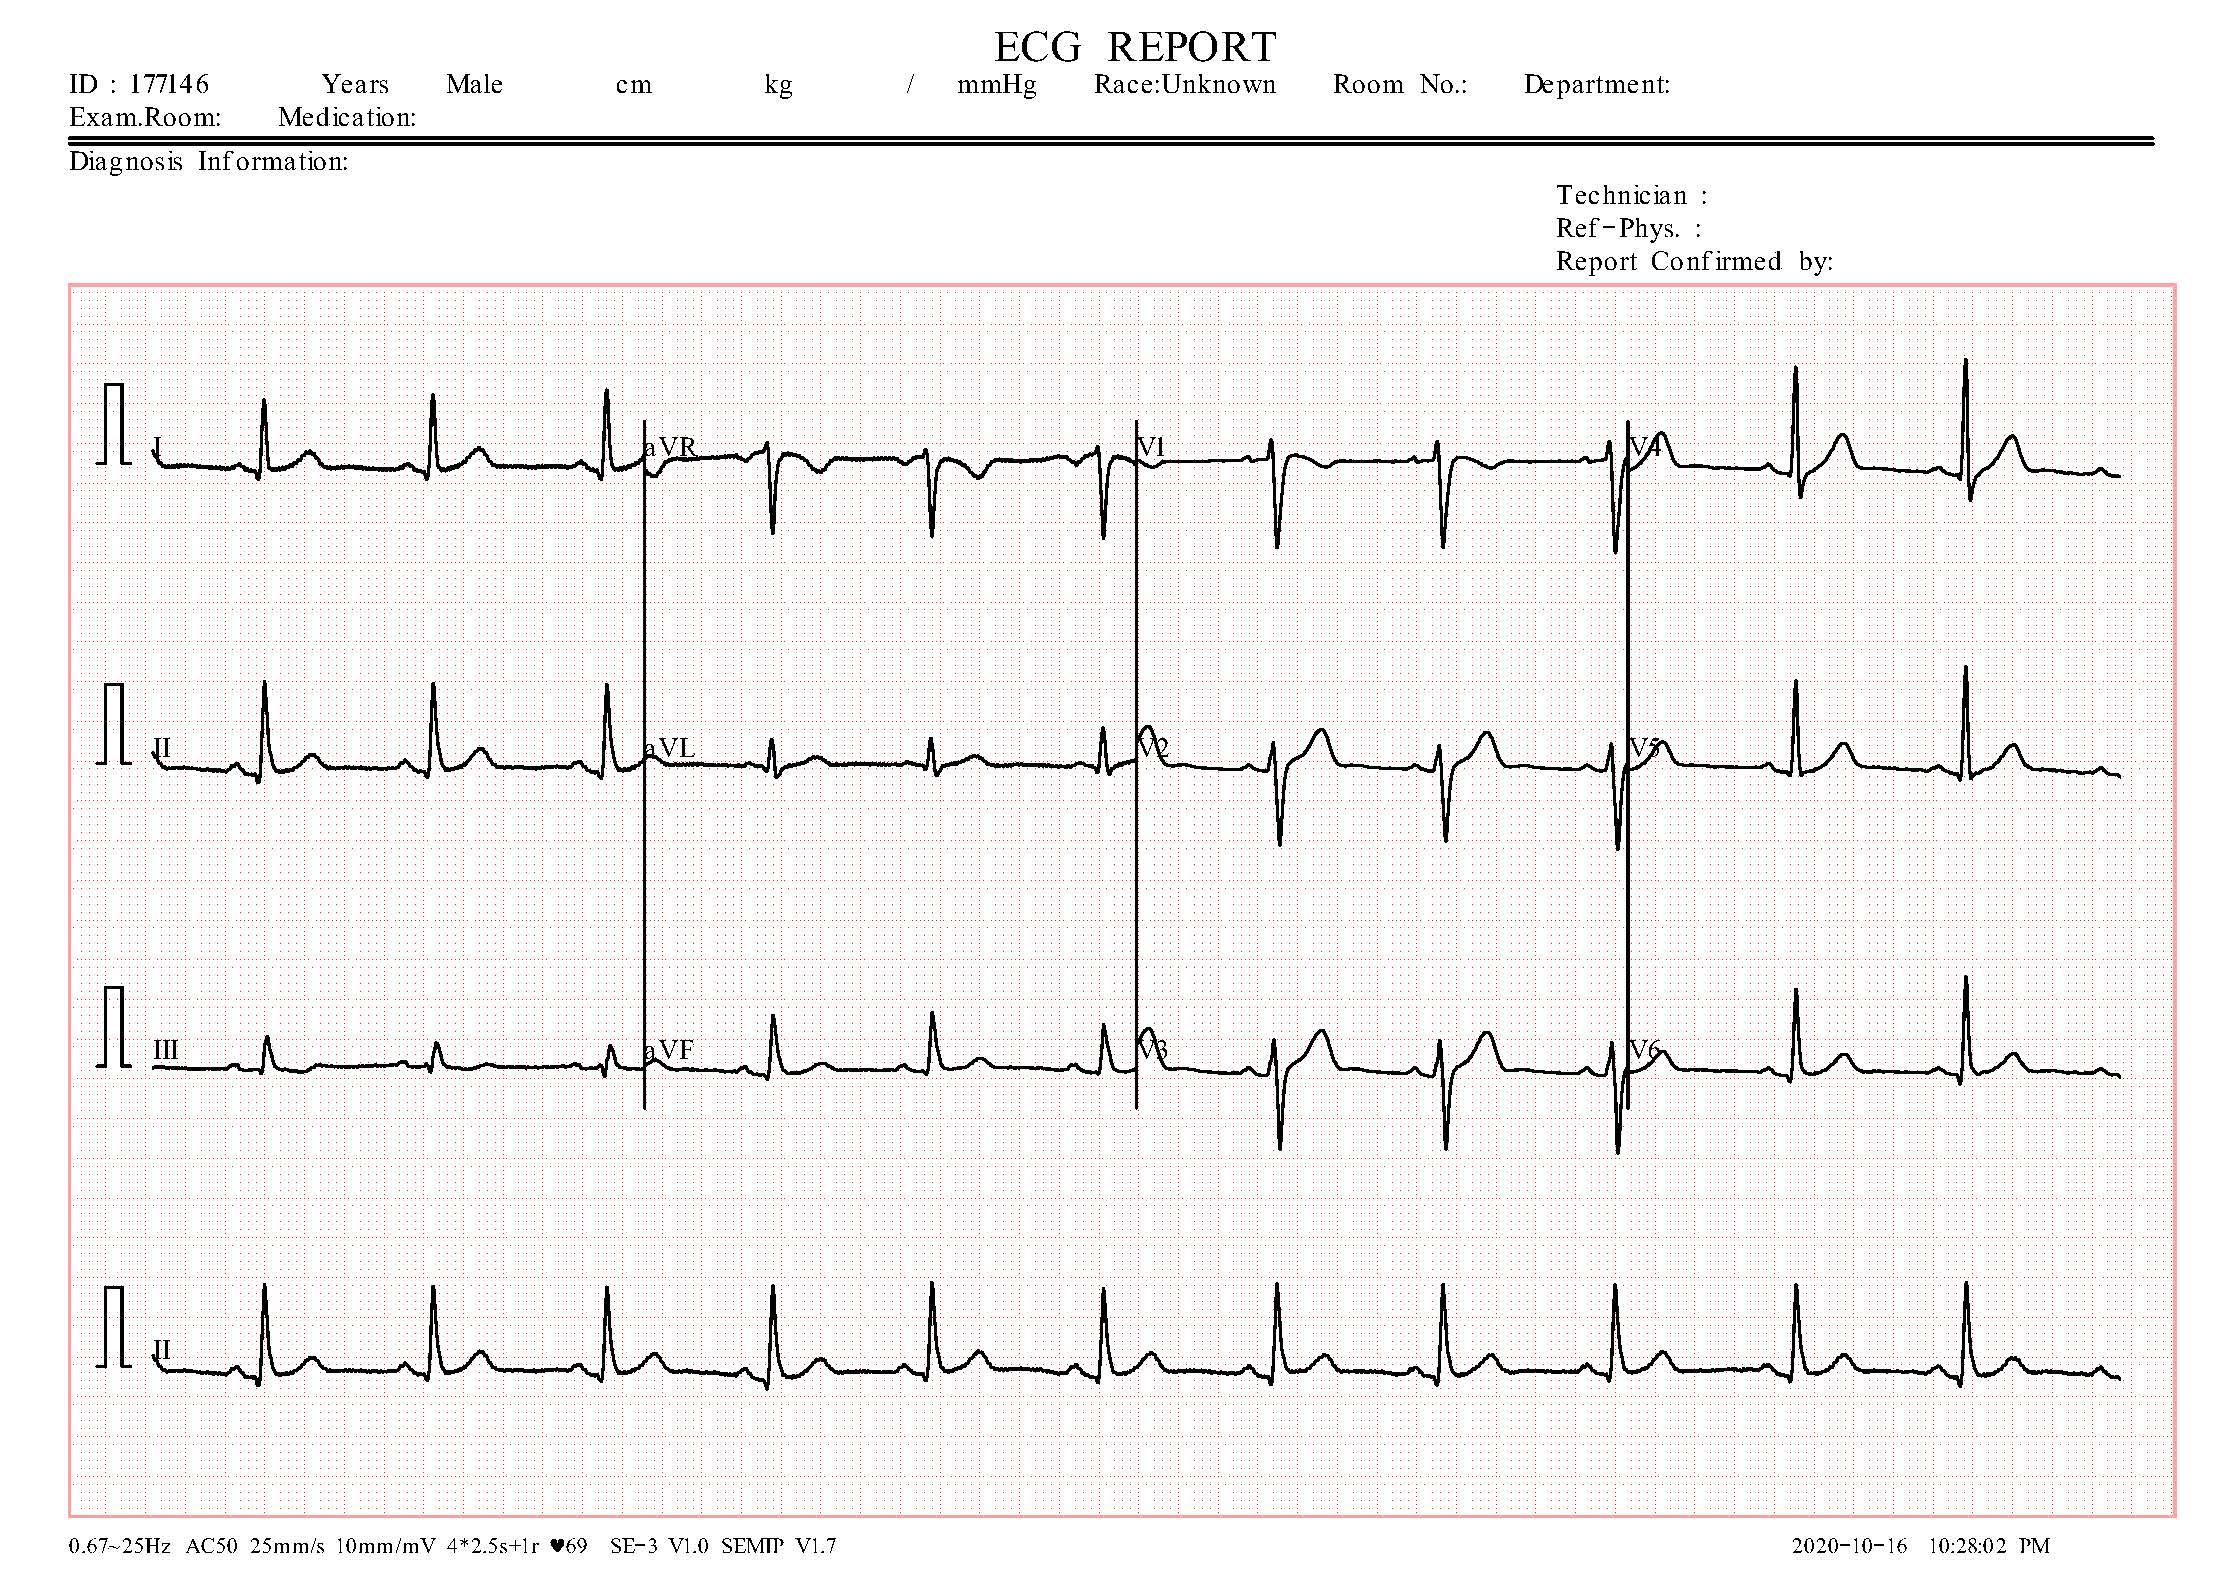 ECG REPORT
ID : 177146 Years Male cm kg / mmHg Race:Unknown Room No.: Department:
Exam.Room: Medication:
Diagnosis Information:
Technician :
Ref-Phys. :
Report Confirmed by:
I aVR V1 V4
II aVL V2 V5
III aVF V3 V6
II
0.67~25Hz AC50 25mm/s 10mm/mV 4*2.5s+1r ♥69 SE-3 V1.0 SEMIP V1.7 2020-10-16 10:28:02 PM